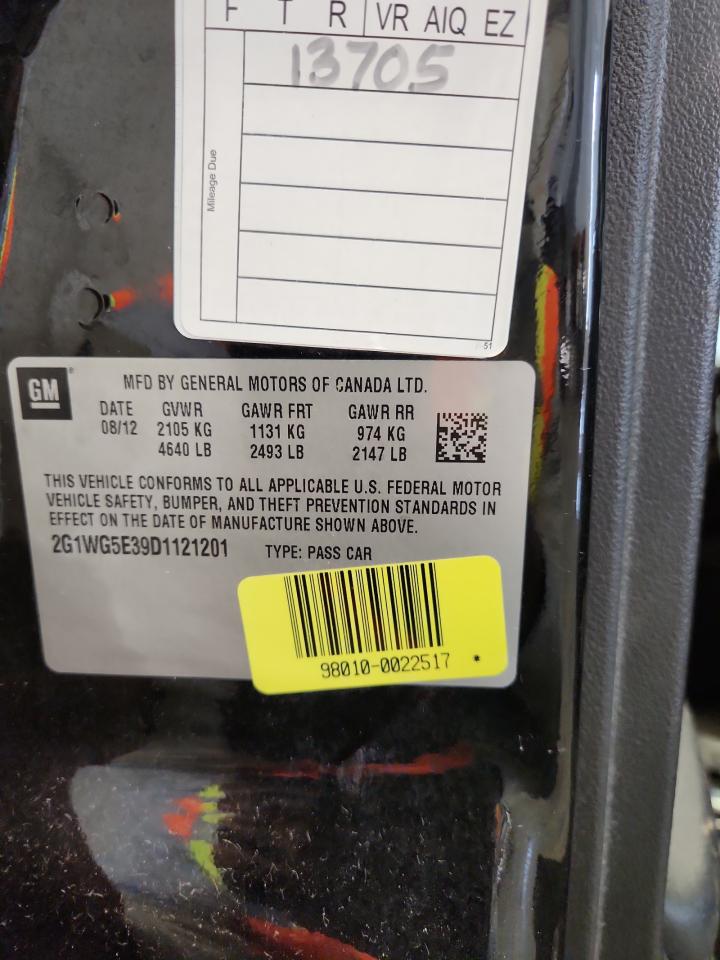 F T R VR AIQ EZ
13705
Mileage Due
51
GM
®
MFD BY GENERAL MOTORS OF CANADA LTD.
DATE GVWR GAWR FRT GAWR RR
08/12 2105 KG 1131 KG 974 KG
4640 LB 2493 LB 2147 LB
THIS VEHICLE CONFORMS TO ALL APPLICABLE U.S. FEDERAL MOTOR
VEHICLE SAFETY, BUMPER, AND THEFT PREVENTION STANDARDS IN
EFFECT ON THE DATE OF MANUFACTURE SHOWN ABOVE.
2G1WG5E39D1121201 TYPE: PASS CAR
98010-0022517 *